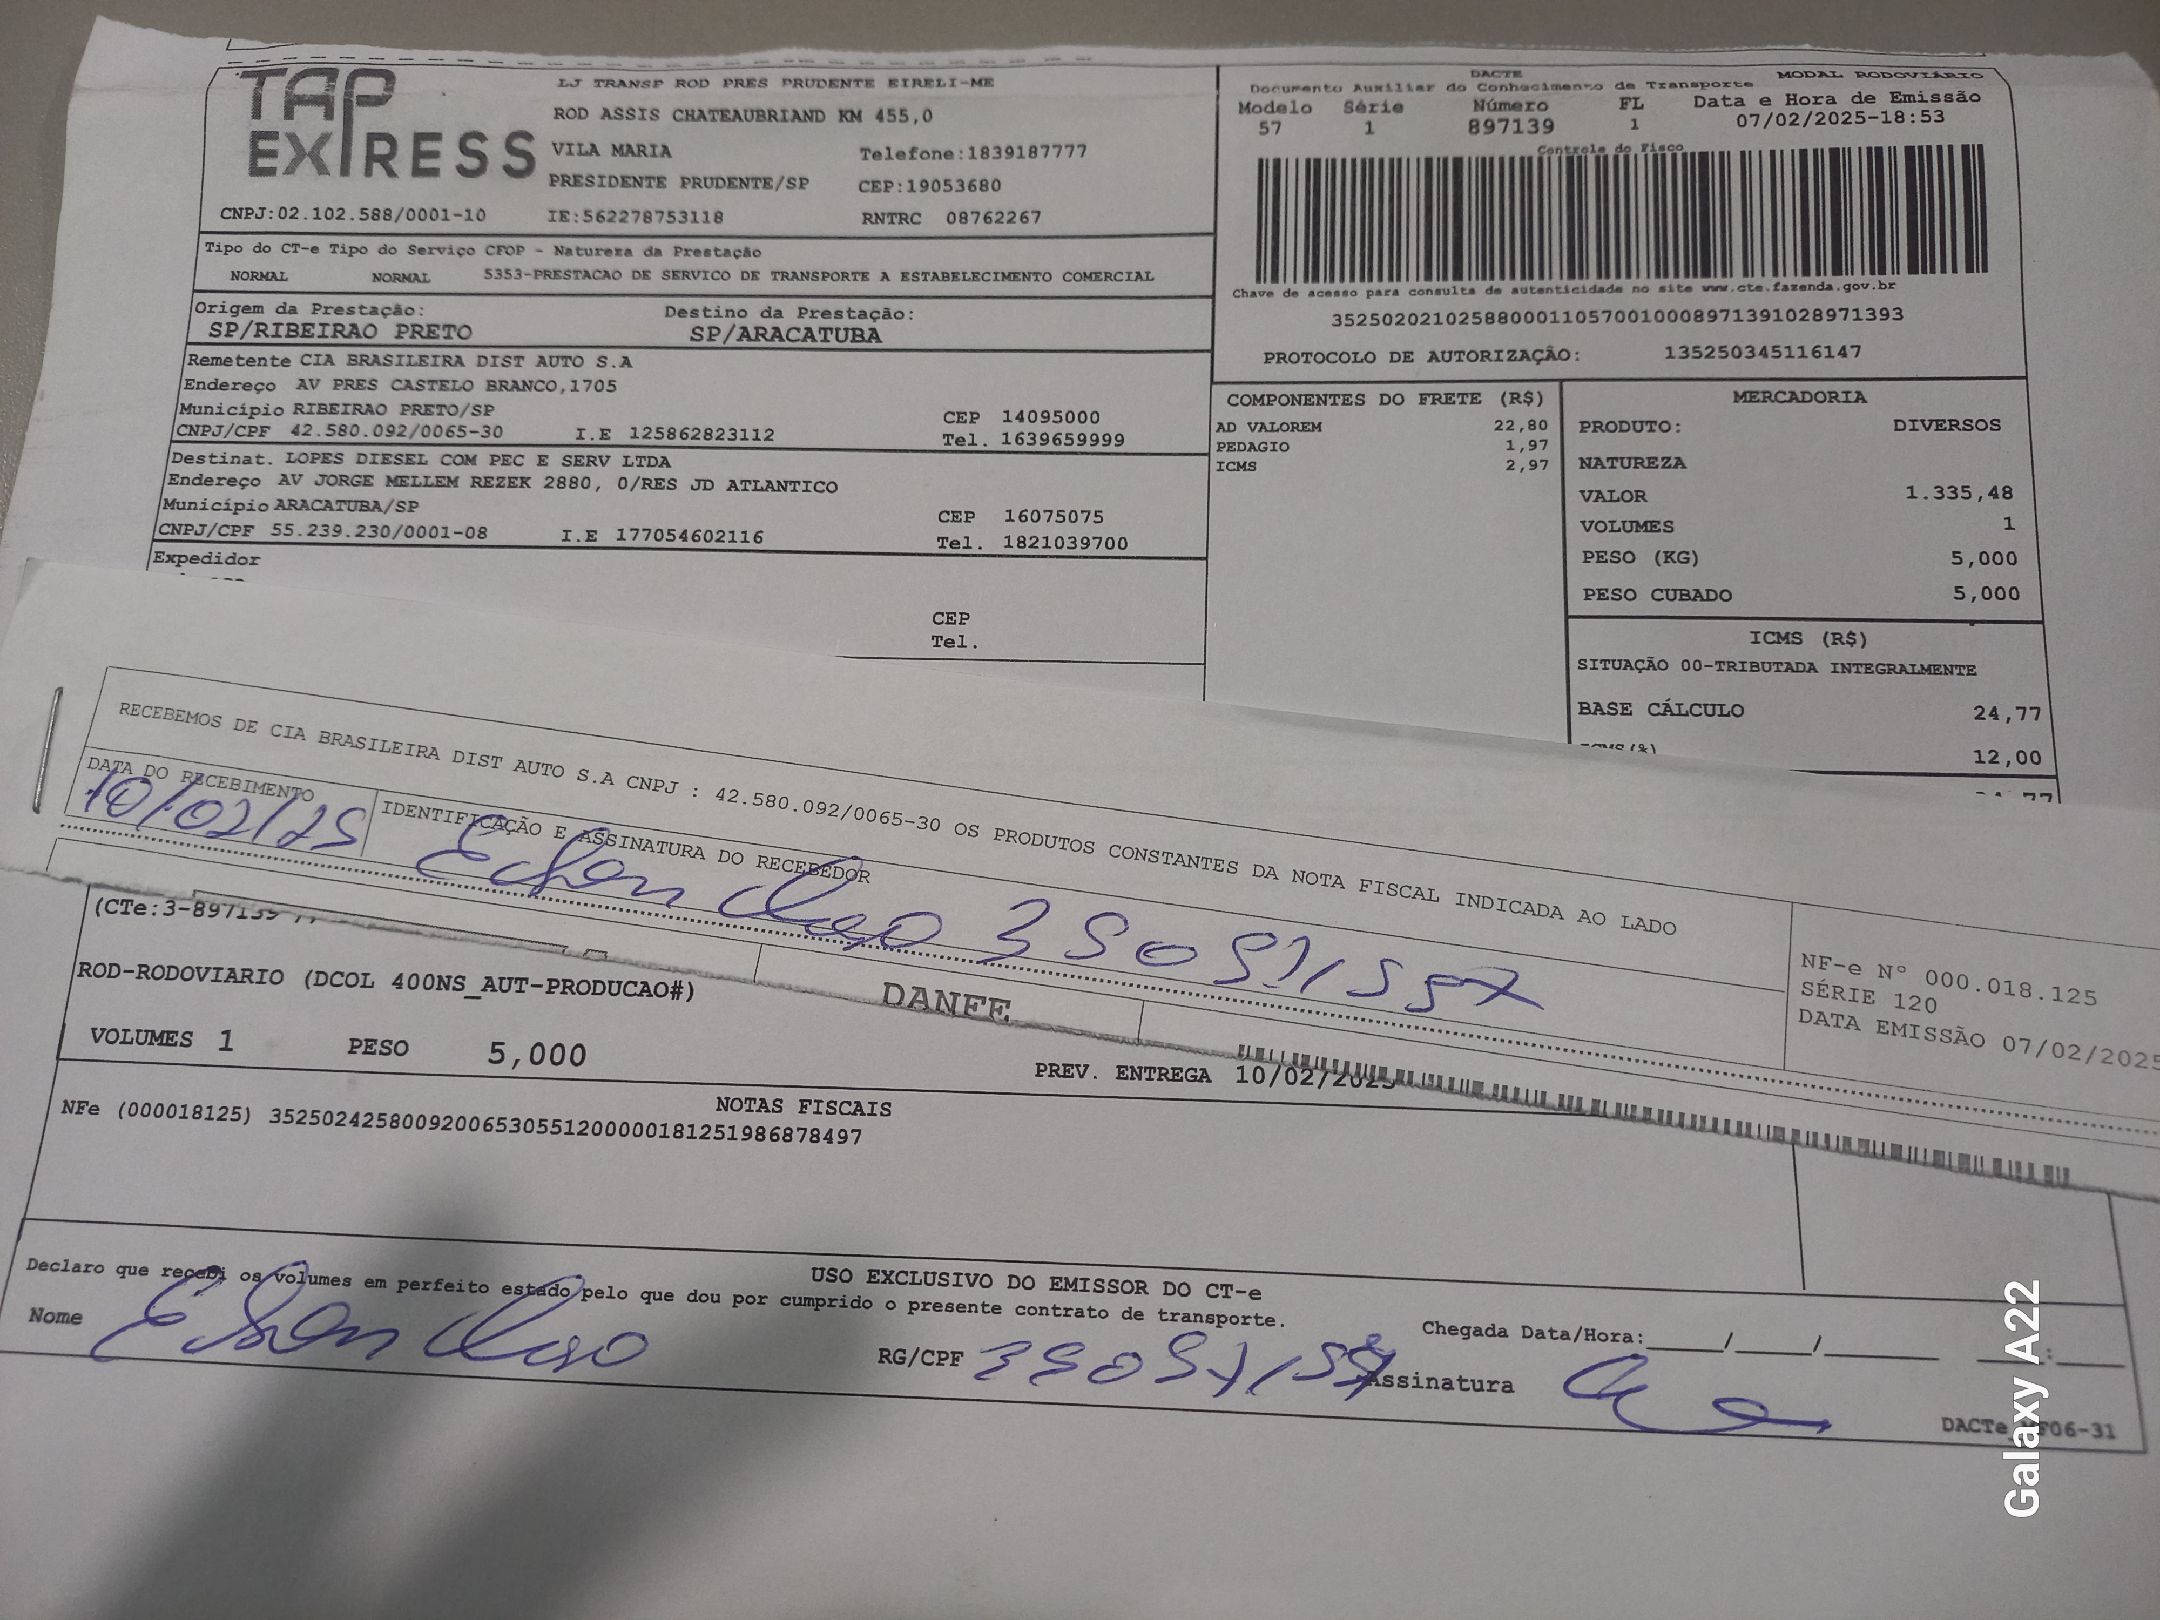 TAP EXPRESS
LJ TRANSP ROD PRES PRUDENTE EIRELI-ME
ROD ASSIS CHATEAUBRIAND KM 455,0
VILA MARIA Telefone:1839187777
PRESIDENTE PRUDENTE/SP CEP:19053680
CNPJ:02.102.588/0001-10 IE:562278753118 RNTRC 08762267
Tipo do CT-e Tipo do Serviço CFOP - Natureza da Prestação
NORMAL NORMAL 5353-PRESTACAO DE SERVICO DE TRANSPORTE A ESTABELECIMENTO COMERCIAL
Origem da Prestação: Destino da Prestação:
SP/RIBEIRAO PRETO SP/ARACATUBA
Remetente CIA BRASILEIRA DIST AUTO S.A
Endereço AV PRES CASTELO BRANCO,1705
Município RIBEIRAO PRETO/SP CEP 14095000
CNPJ/CPF 42.580.092/0065-30 I.E 125862823112 Tel. 1639659999
Destinat. LOPES DIESEL COM PEC E SERV LTDA
Endereço AV JORGE MELLEM REZEK 2880, 0/RES JD ATLANTICO
Município ARACATUBA/SP CEP 16075075
CNPJ/CPF 55.239.230/0001-08 I.E 177054602116 Tel. 1821039700
Expedidor
CEP
Tel.
DACTE MODAL RODOVIÁRIO
Documento Auxiliar do Conhecimento de Transporte
Modelo Série Número FL Data e Hora de Emissão
57 1 897139 1 07/02/2025-18:53
Controle do Fisco
Chave de acesso para consulta de autenticidade no site www.cte.fazenda.gov.br
35250202102588000110570010008971391028971393
PROTOCOLO DE AUTORIZAÇÃO: 135250345116147
COMPONENTES DO FRETE (R$)
AD VALOREM 22,80
PEDAGIO 1,97
ICMS 2,97
MERCADORIA
PRODUTO: DIVERSOS
NATUREZA
VALOR 1.335,48
VOLUMES 1
PESO (KG) 5,000
PESO CUBADO 5,000
ICMS (R$)
SITUAÇÃO 00-TRIBUTADA INTEGRALMENTE
BASE CÁLCULO 24,77
ICMS(%) 12,00
RECEBEMOS DE CIA BRASILEIRA DIST AUTO S.A CNPJ : 42.580.092/0065-30 OS PRODUTOS CONSTANTES DA NOTA FISCAL INDICADA AO LADO
DATA DO RECEBIMENTO IDENTIFICAÇÃO E ASSINATURA DO RECEBEDOR
10/02/25
NF-e N° 000.018.125
SÉRIE 120
DATA EMISSÃO 07/02/2025
DANFE
(CTe:3-897139
ROD-RODOVIARIO (DCOL 400NS_AUT-PRODUCAO#)
VOLUMES 1 PESO 5,000 PREV. ENTREGA 10/02/2025
NOTAS FISCAIS
NFe (000018125) 35250242580092006530551200000181251986878497
USO EXCLUSIVO DO EMISSOR DO CT-e
Declaro que recebi os volumes em perfeito estado pelo que dou por cumprido o presente contrato de transporte.
Nome RG/CPF Assinatura
Chegada Data/Hora:_____/_____/_______ ____:____
DACTe
Galaxy A22